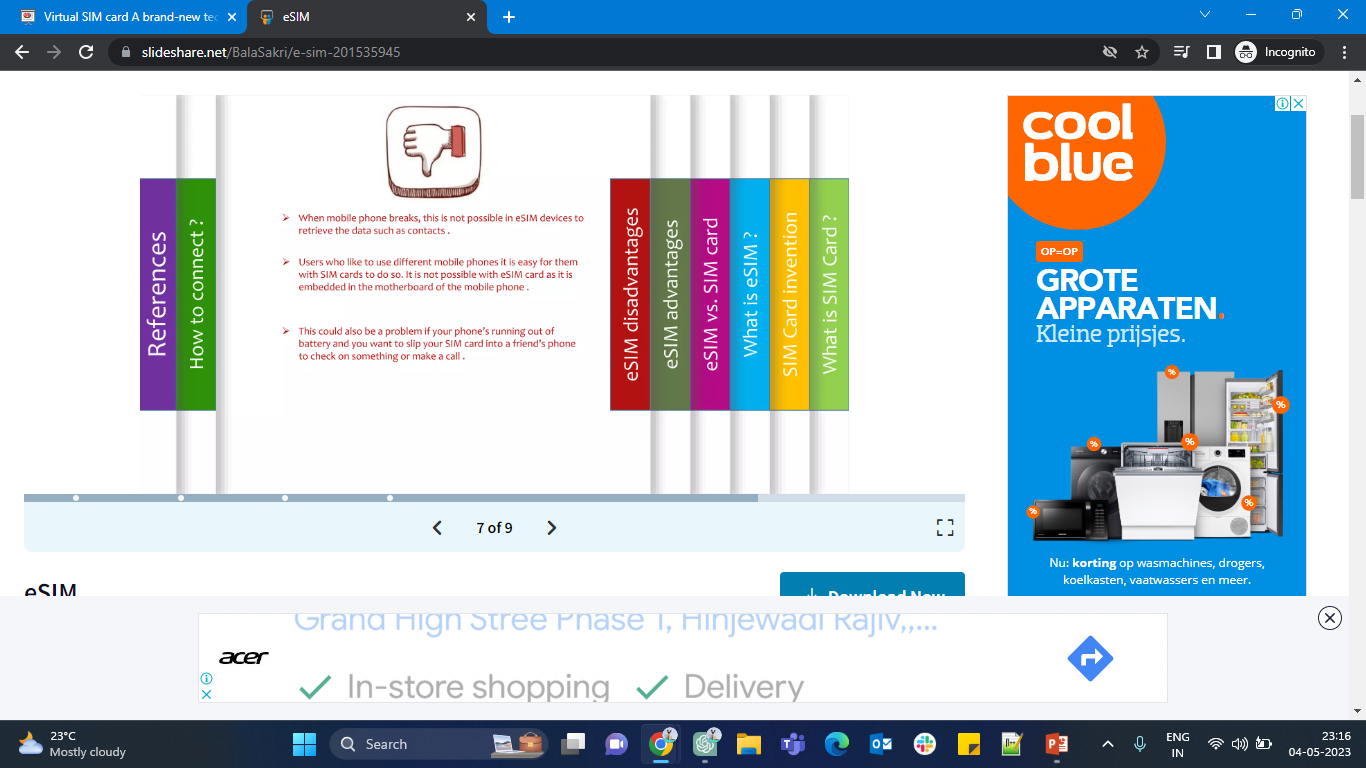 Virtual SIM card A brand-new tec
eSIM
slideshare.net/BalaSakri/e-sim-201535945
Incognito
References
How to connect ?
➢ When mobile phone breaks, this is not possible in eSIM devices to
retrieve the data such as contacts .
➢ Users who like to use different mobile phones it is easy for them
with SIM cards to do so. It is not possible with eSIM card as it is
embedded in the motherboard of the mobile phone .
➢ This could also be a problem if your phone's running out of
battery and you want to slip your SIM card into a friend's phone
to check on something or make a call .
eSIM disadvantages
eSIM advantages
eSIM vs. SIM card
What is eSIM ?
SIM Card invention
What is SIM Card ?
7 of 9
eSIM
Download Now
cool
blue
OP=OP
GROTE
APPARATEN.
Kleine prijsjes.
%
%
%
%
%
%
Nu: korting op wasmachines, drogers,
koelkasten, vaatwassers en meer.
acer
Grand High Stree Phase 1, Hinjewadi Rajiv,,...
In-store shopping
Delivery
23°C
Mostly cloudy
Search
ENG
IN
23:16
04-05-2023